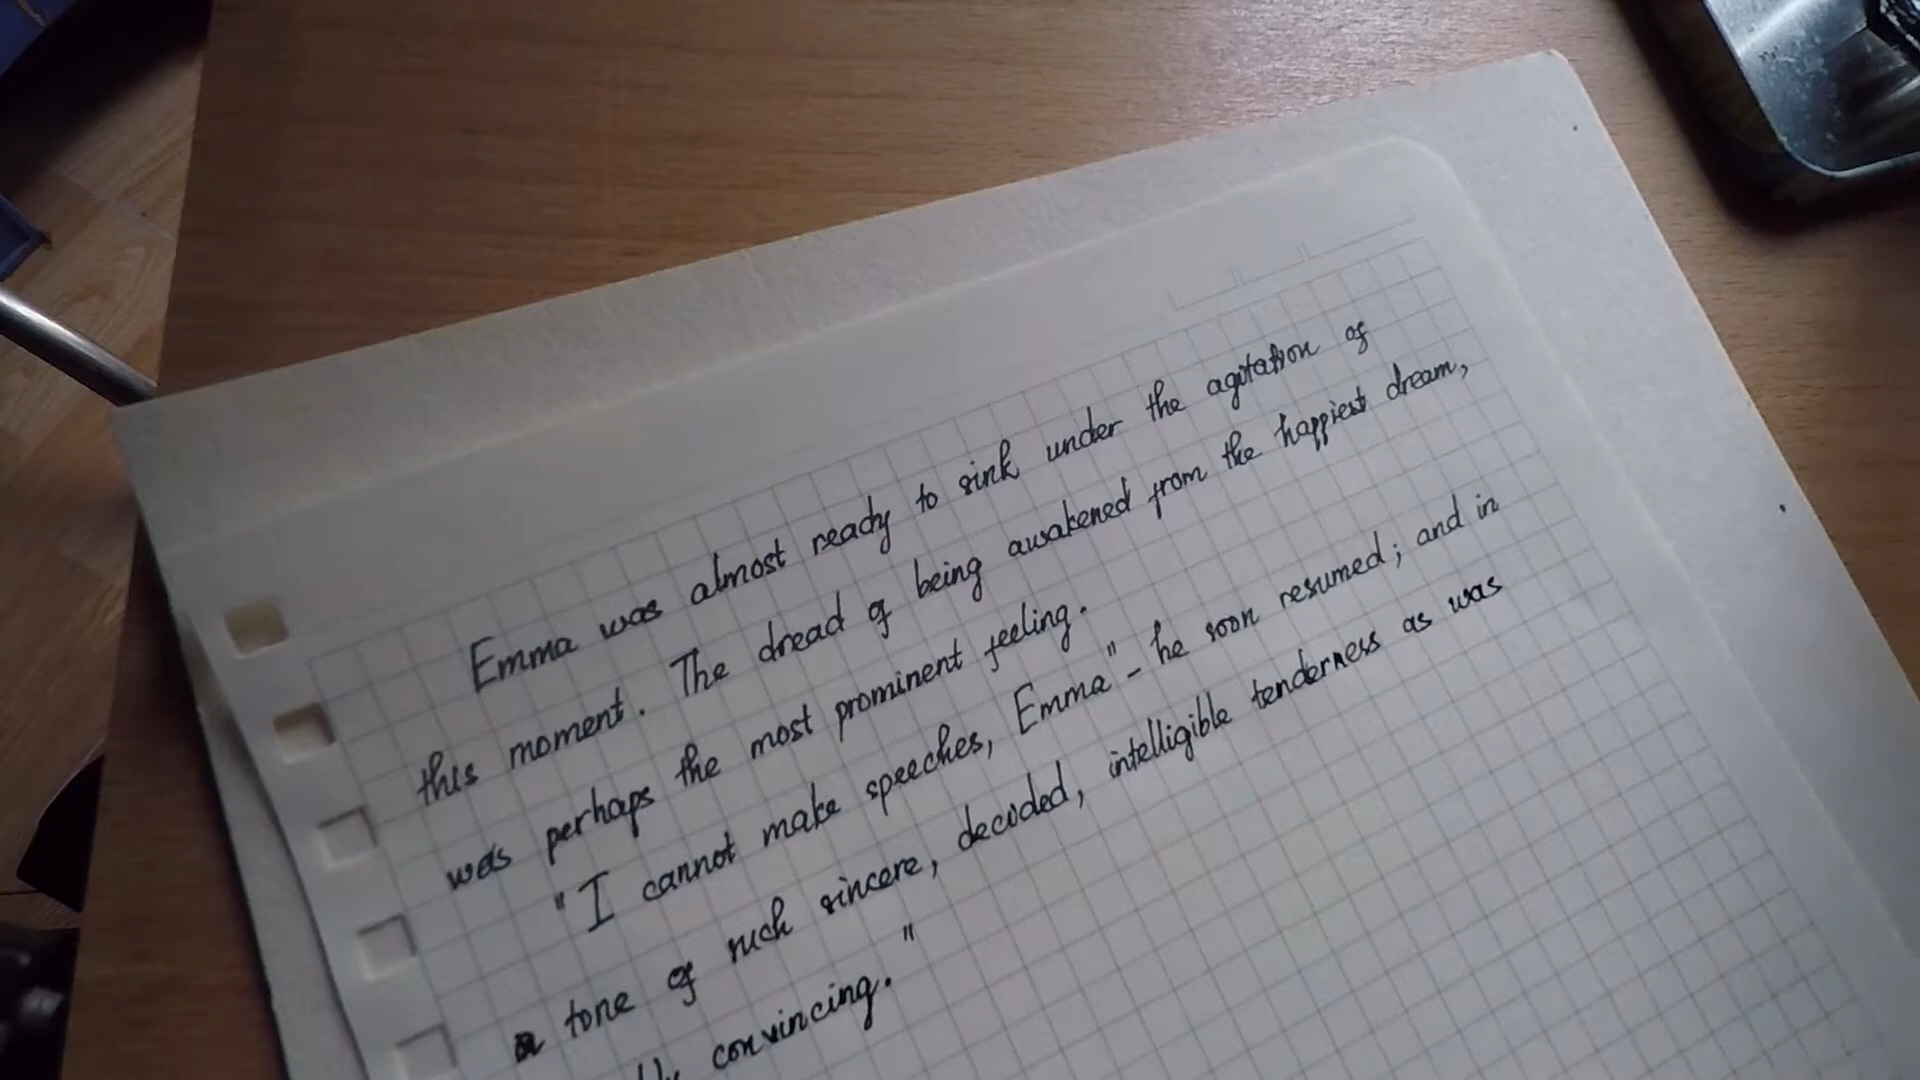 Emma was almost ready to sink under the agitation of
this moment. The dread of being awakened from the happiest dream,
was perhaps the most prominent feeling.
"I cannot make speeches, Emma" - he soon resumed; and in
a tone of such sincere, decided, intelligible tenderness as was
convincing."